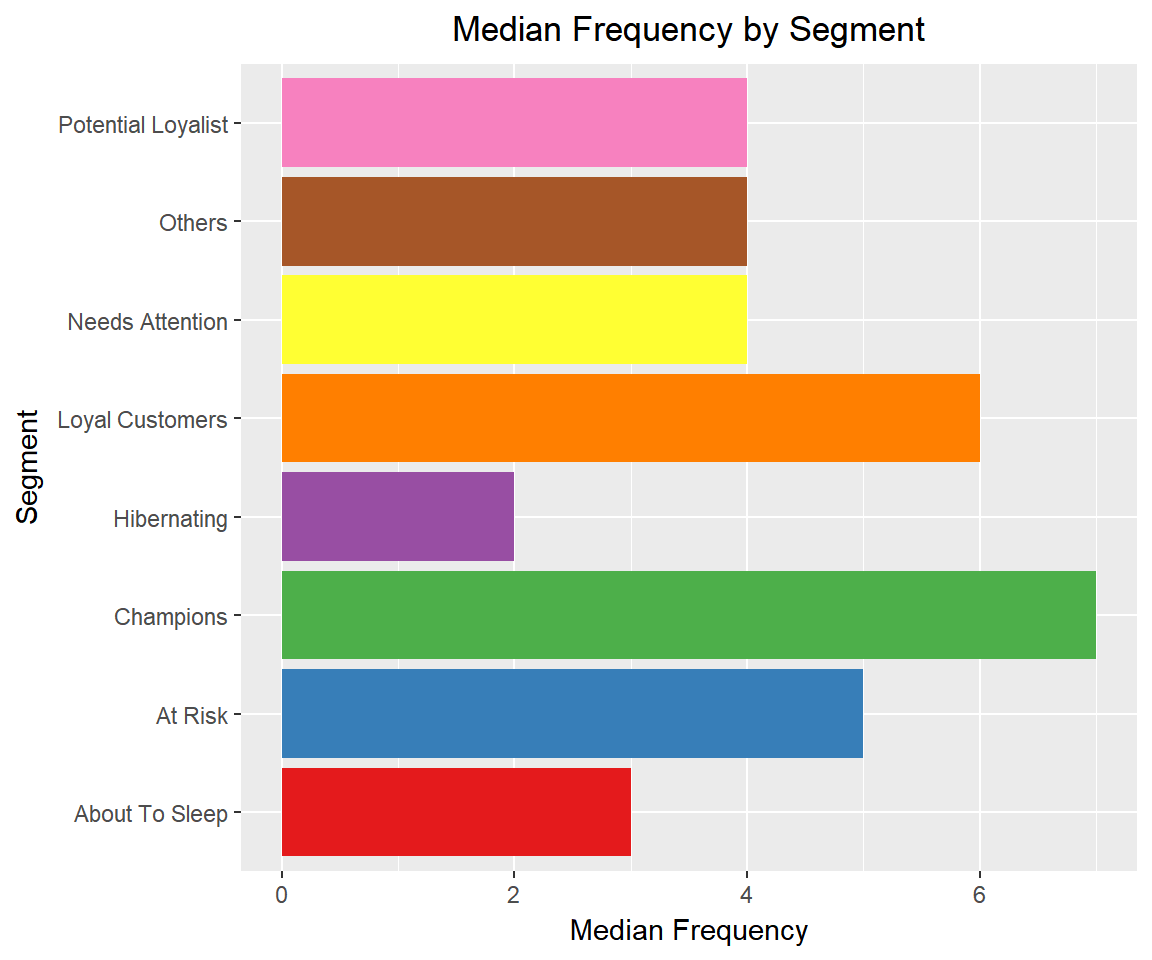 Median Frequency by Segment
Potential Loyalist
Others
Needs Attention
Loyal Customers
Hibernating
Champions
At Risk
About To Sleep
Segment
0 2 4 6
Median Frequency